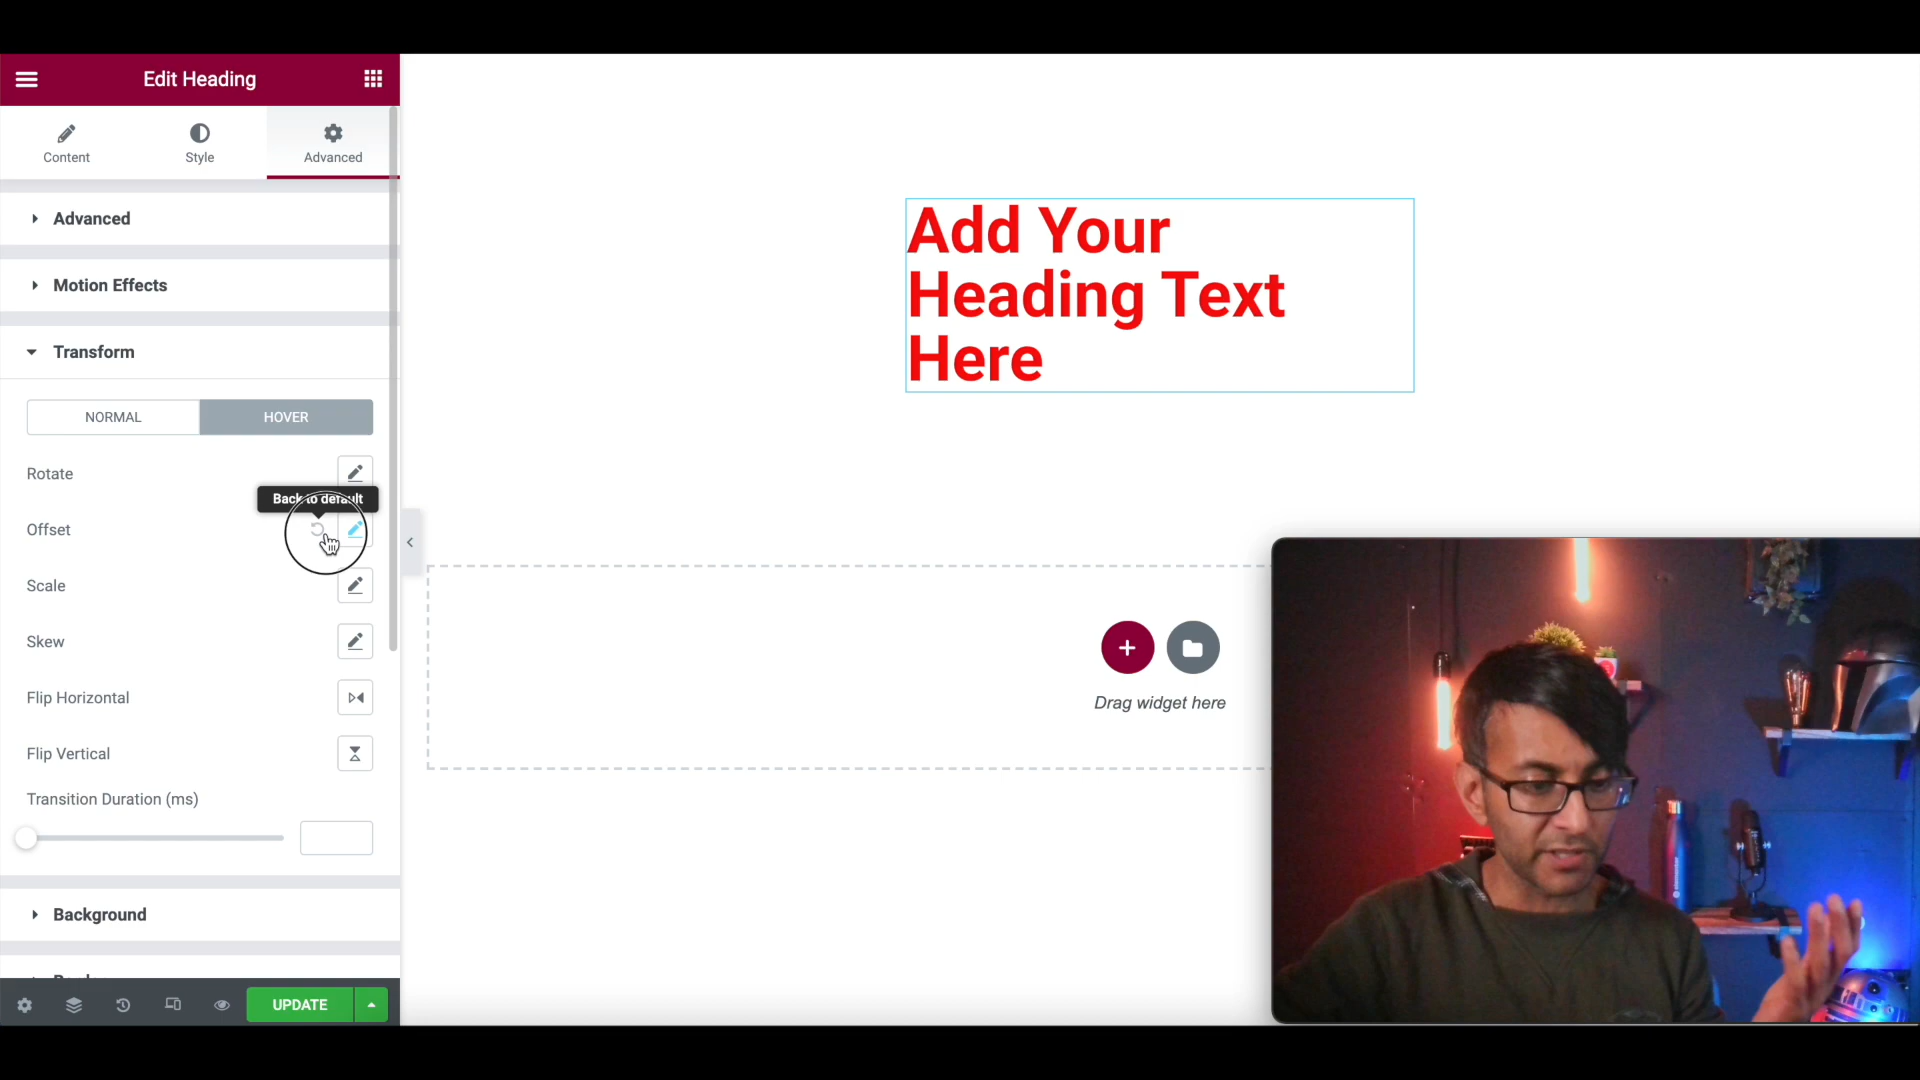 Edit Heading
Content
Style
Advanced
Advanced
Motion Effects
Transform
NORMAL
HOVER
Rotate
Back to default
Offset
Scale
Skew
Flip Horizontal
Flip Vertical
Transition Duration (ms)
Background
UPDATE
Add Your
Heading Text
Here
Drag widget here